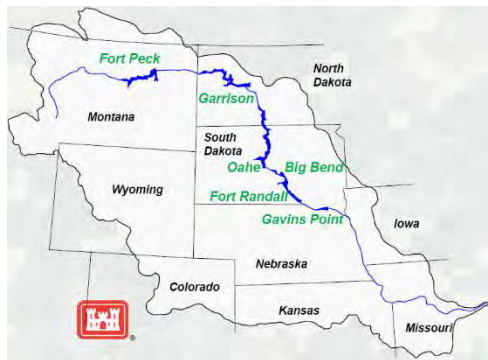 Fort Peck
North
Dakota
Garrison
Montana
South
Dakota
Oahe
Big Bend
Wyoming
Fort Randall
Gavins Point
Iowa
Nebraska
Colorado
Kansas
Missouri
®